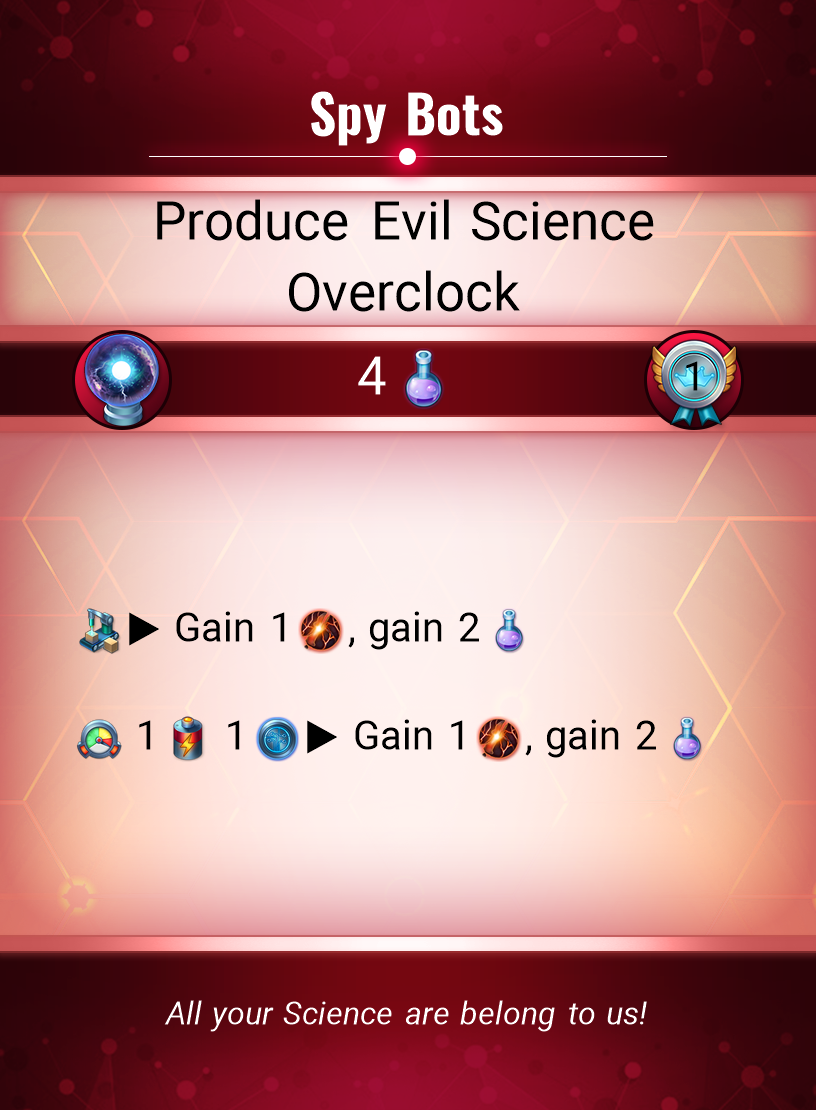 Spy Bots
Produce Evil Science
Overclock
4
1
Gain 1, gain 2
1 1 Gain 1, gain 2
All your Science are belong to us!